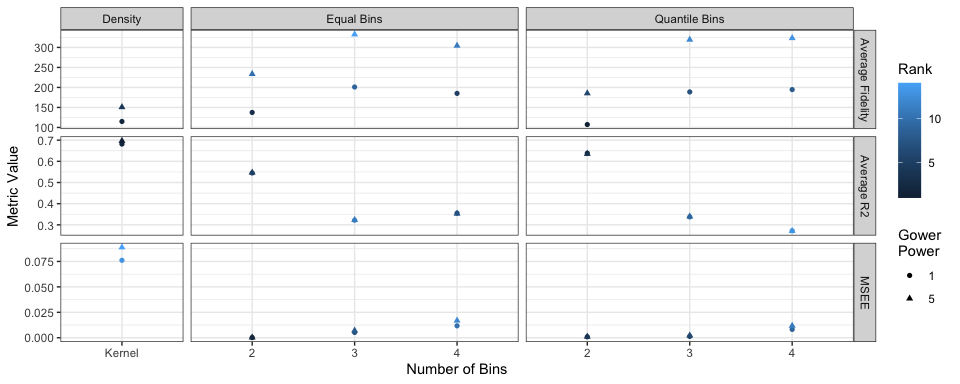 Density
Equal Bins
Quantile Bins
Metric Value
300
250
200
150
100
Average Fidelity
0.7
0.6
0.5
0.4
0.3
Average R2
0.075
0.050
0.025
0.000
MSEE
Kernel
2
3
4
2
3
4
Number of Bins
Rank
10
5
Gower
Power
1
5